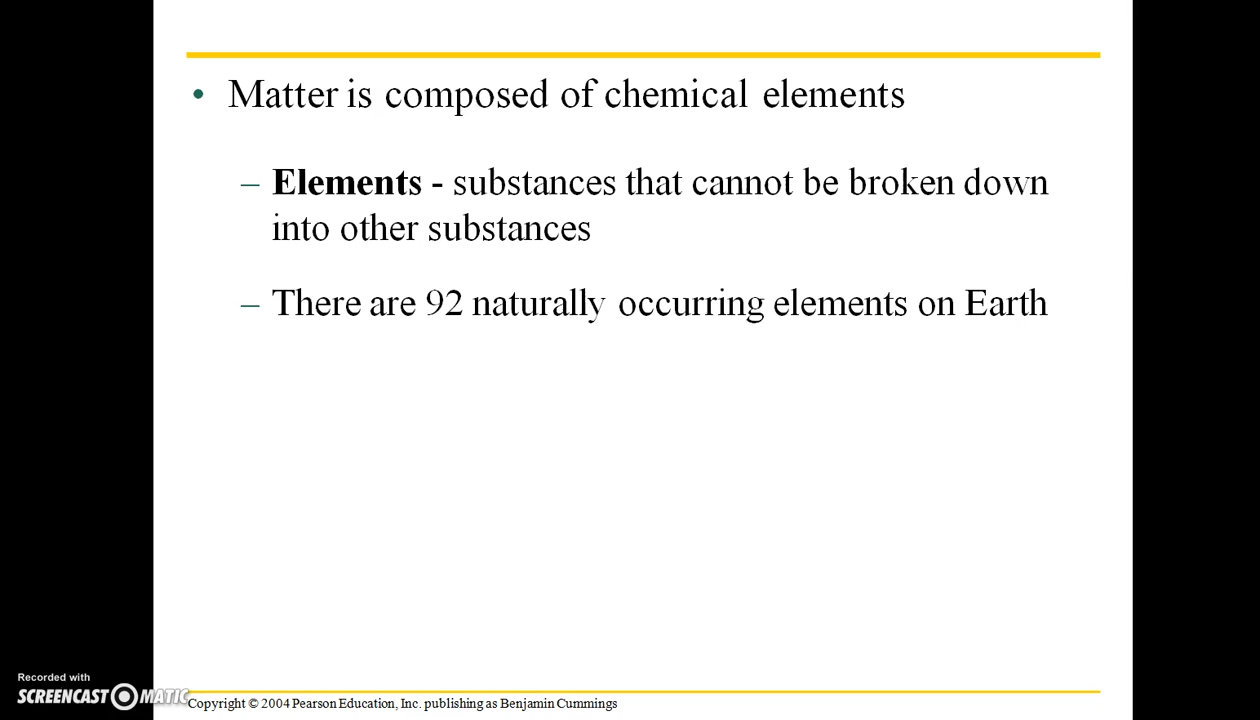 • Matter is composed of chemical elements
– Elements - substances that cannot be broken down
into other substances
– There are 92 naturally occurring elements on Earth
Recorded with
SCREENCAST MATIC
Copyright © 2004 Pearson Education, Inc. publishing as Benjamin Cummings